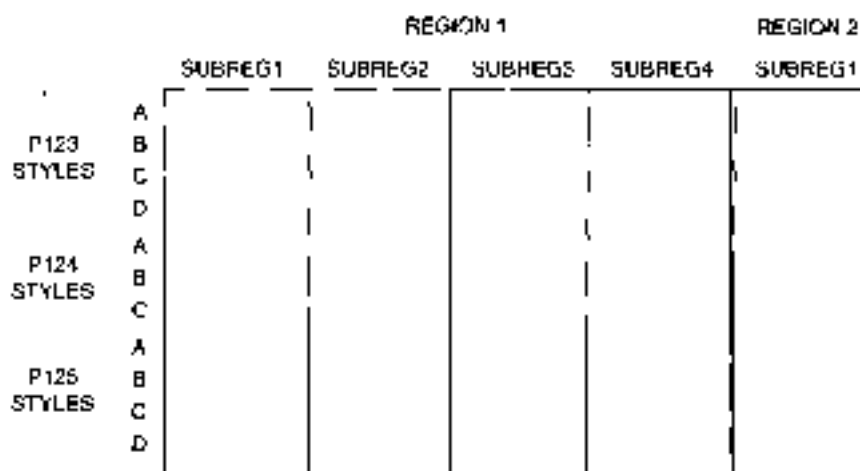 REGION 1 REGION 2
SUBREG1 SUBREG2 SUBREG3 SUBREG4 SUBREG1
A
P123 B
STYLES C
D
A
P124 B
STYLES C
A
P125 B
STYLES C
D